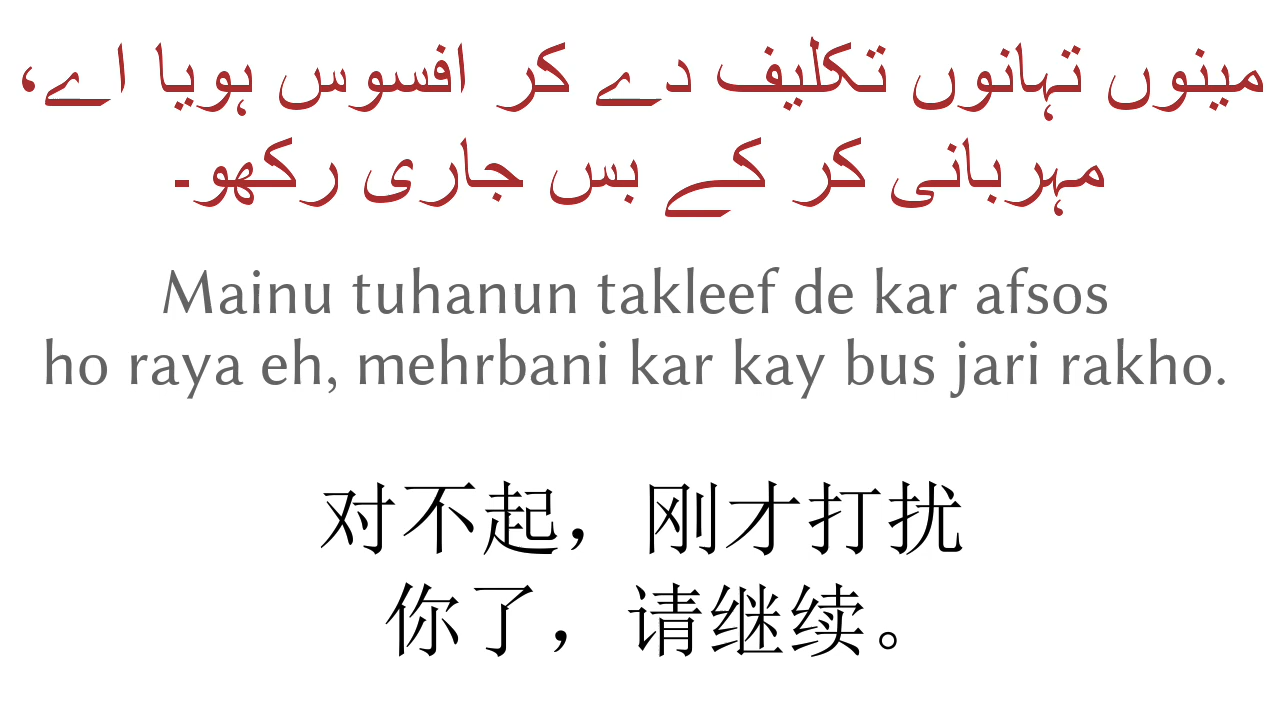 مینوں تہانوں تکلیف دے کر افسوس ہویا اے،
مہربانی کر کے بس جاری رکھو۔
Mainu tuhanun takleef de kar afsos
ho raya eh, mehrbani kar kay bus jari rakho.
对不起，刚才打扰
你了，请继续。